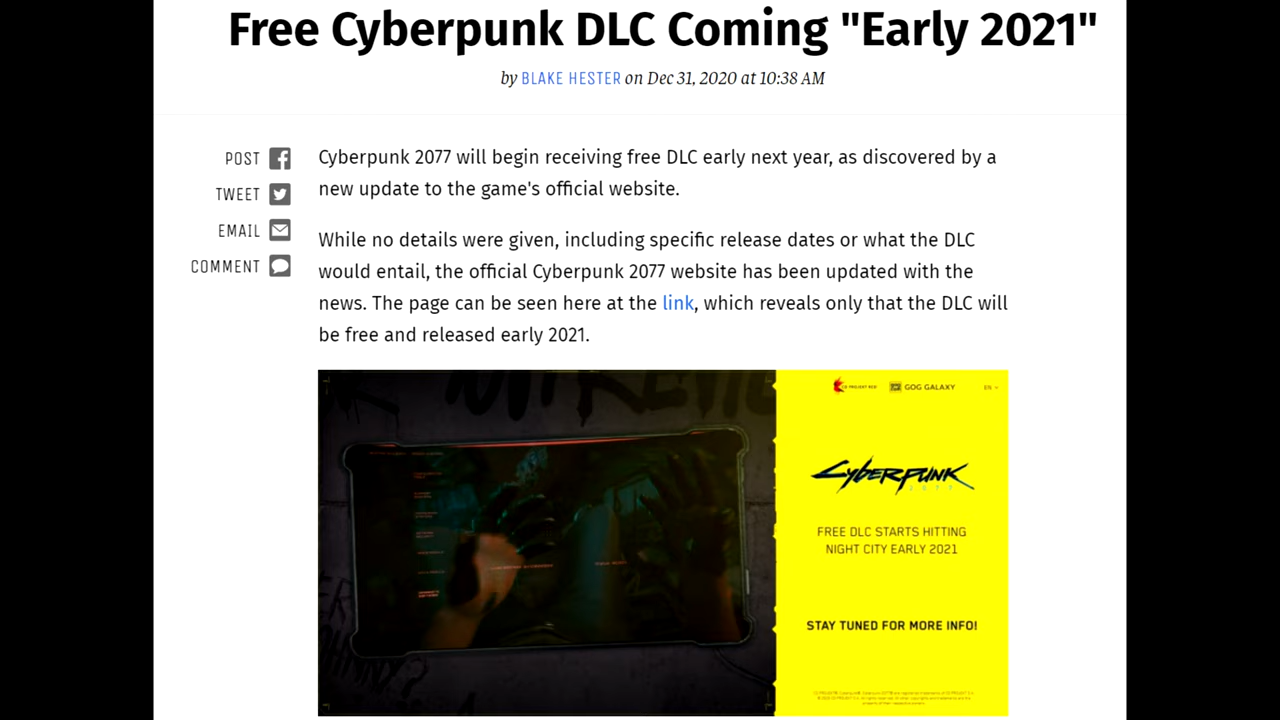 Free Cyberpunk DLC Coming "Early 2021"
by BLAKE HESTER on Dec 31, 2020 at 10:38 AM
POST
TWEET
EMAIL
COMMENT
Cyberpunk 2077 will begin receiving free DLC early next year, as discovered by a
new update to the game's official website.
While no details were given, including specific release dates or what the DLC
would entail, the official Cyberpunk 2077 website has been updated with the
news. The page can be seen here at the link, which reveals only that the DLC will
be free and released early 2021.
CD PROJEKT RED GOG GALAXY EN
CYBERPUNK
2077
FREE DLC STARTS HITTING
NIGHT CITY EARLY 2021
STAY TUNED FOR MORE INFO!